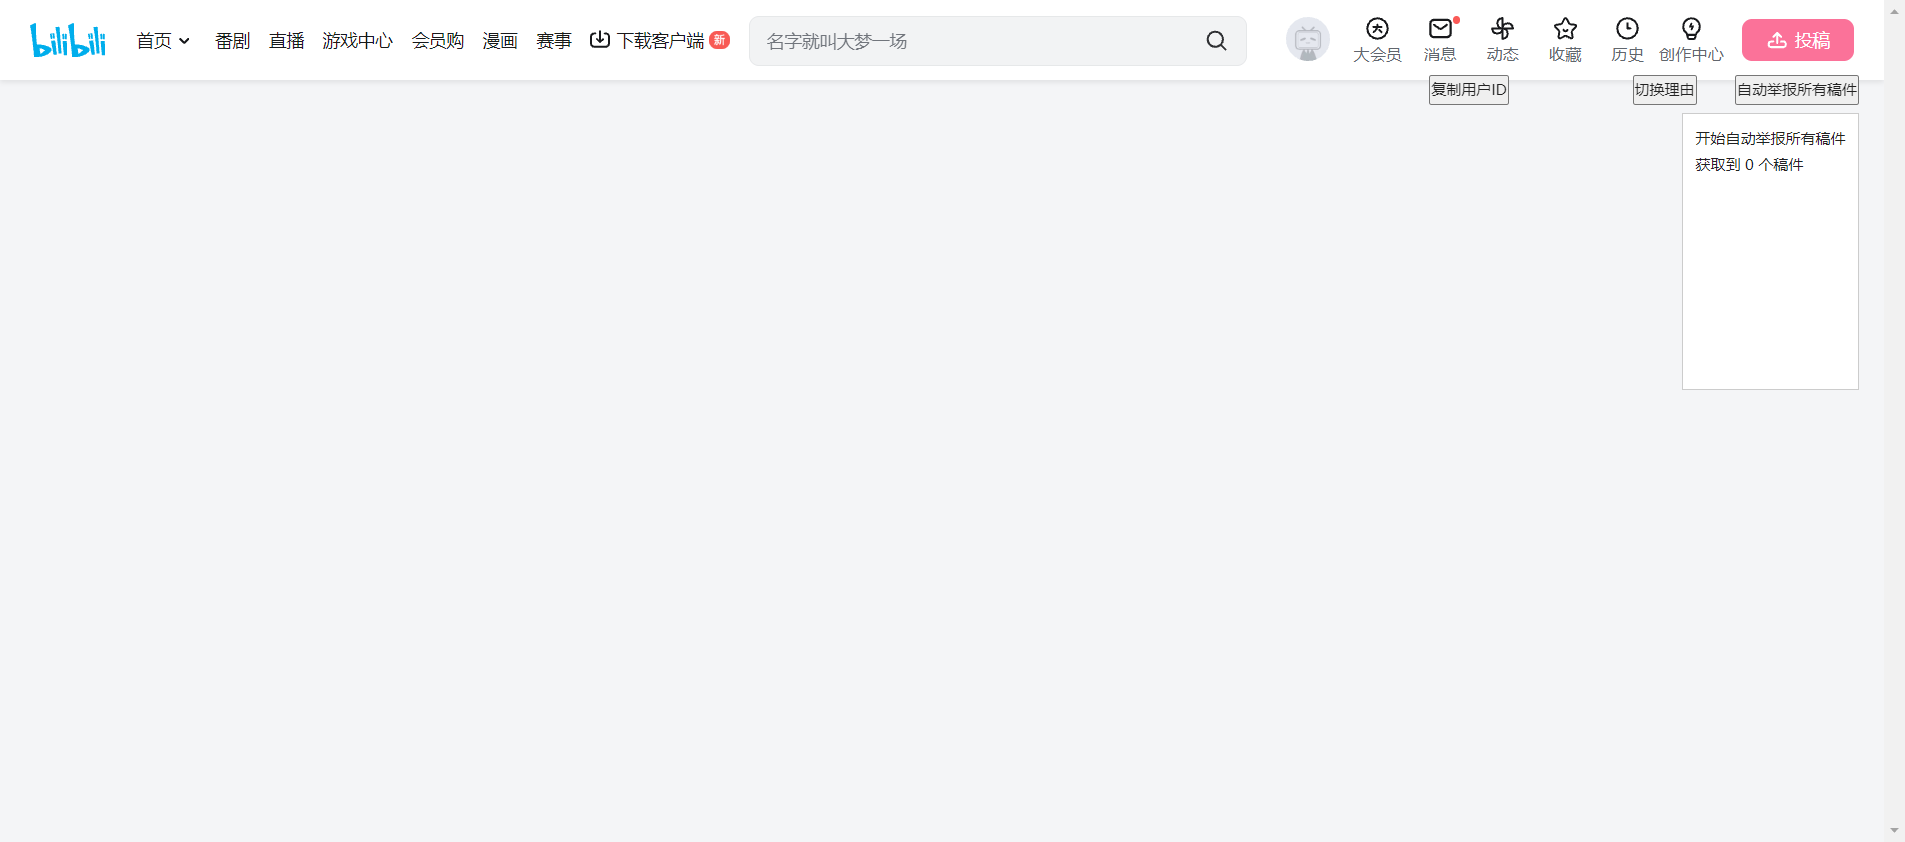 bilibili 首页 番剧 直播 游戏中心 会员购 漫画 赛事 下载客户端 新 名字就叫大梦一场 大会员 消息 动态 收藏 历史 创作中心 投稿
复制用户ID 切换理由 自动举报所有稿件
开始自动举报所有稿件
获取到 0 个稿件